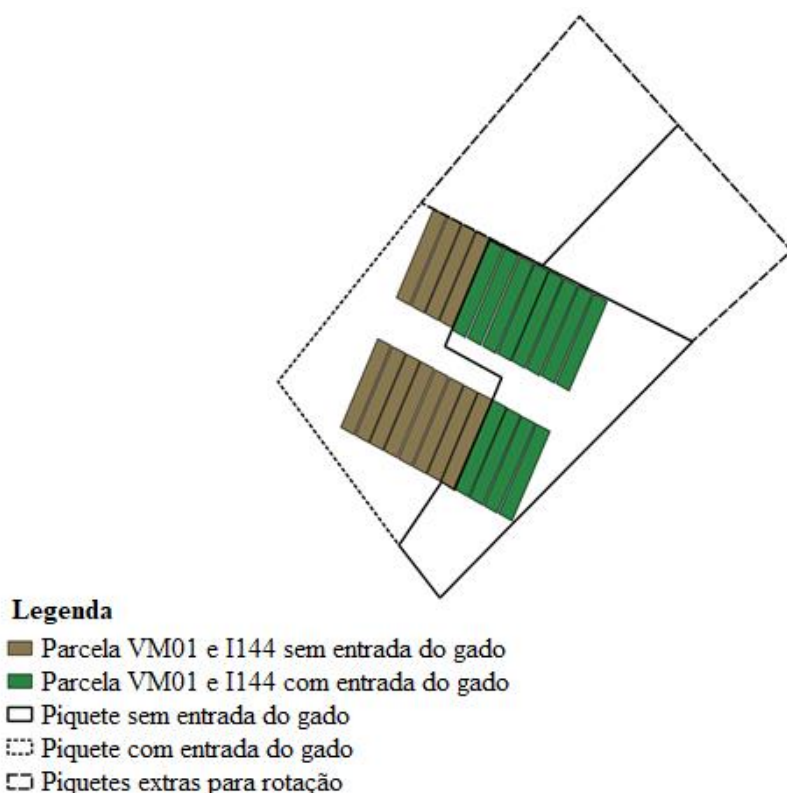 Legenda
Parcela VM01 e I144 sem entrada do gado
Parcela VM01 e I144 com entrada do gado
Piquete sem entrada do gado
Piquete com entrada do gado
Piquetes extras para rotação